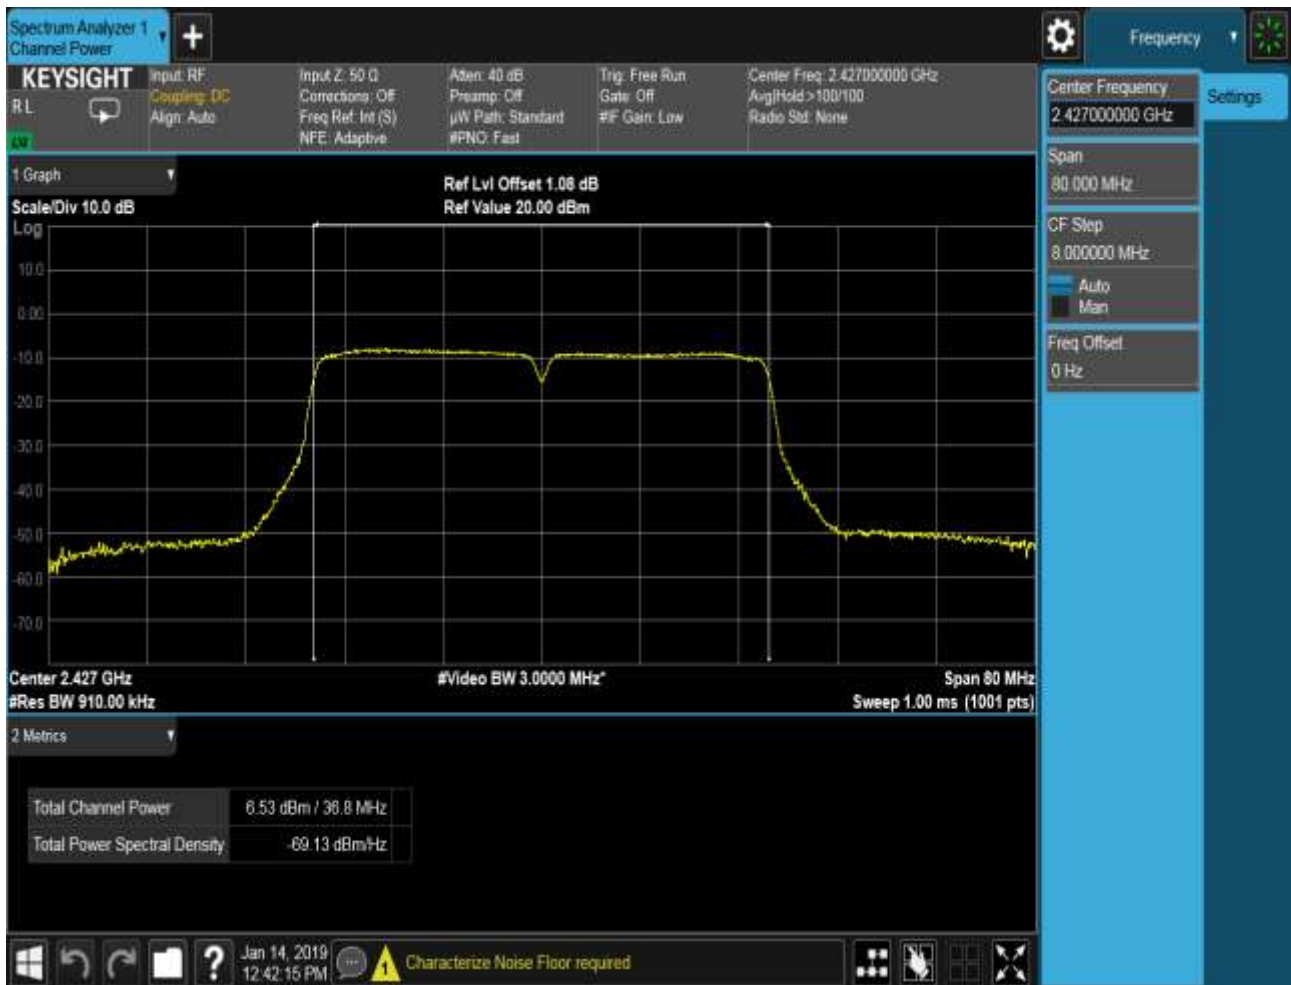 Spectrum Analyzer 1
Channel Power
+
Frequency
KEYSIGHT
R L
Input: RF
Coupling: DC
Align: Auto
Input Z: 50 Ω
Corrections: Off
Freq Ref: Int (S)
NFE: Adaptive
Atten: 40 dB
Preamp: Off
µW Path: Standard
#PNO: Fast
Trig: Free Run
Gate: Off
#IF Gain: Low
Center Freq: 2.427000000 GHz
Avg|Hold >100/100
Radio Std: None
Center Frequency
2.427000000 GHz
Settings
Span
80.000 MHz
CF Step
8.000000 MHz
Auto
Man
Freq Offset
0 Hz
1 Graph
Scale/Div 10.0 dB
Ref Lvl Offset 1.08 dB
Ref Value 20.00 dBm
Log
10.0
0.00
-10.0
-20.0
-30.0
-40.0
-50.0
-60.0
-70.0
Center 2.427 GHz
#Video BW 3.0000 MHz*
Span 80 MHz
#Res BW 910.00 kHz
Sweep 1.00 ms (1001 pts)
2 Metrics
Total Channel Power 6.53 dBm / 36.8 MHz
Total Power Spectral Density -69.13 dBm/Hz
?
Jan 14, 2019
12:42:15 PM
1
Characterize Noise Floor required